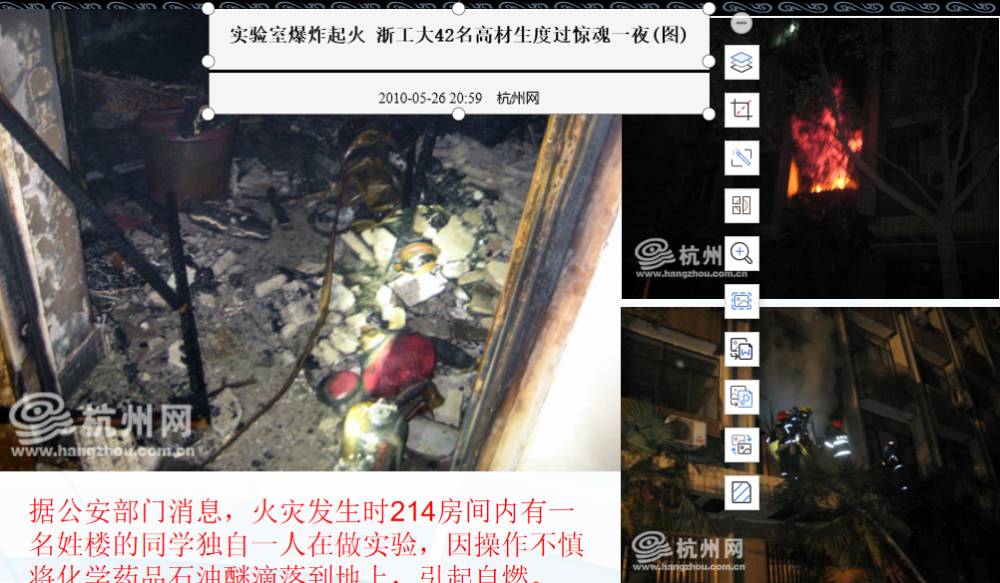 实验室爆炸起火 浙工大42名高材生度过惊魂一夜(图)
2010-05-26 20:59 杭州网
杭州
www.hangzhou.com.cn
杭州网
www.hangzhou.com.cn
杭州网
www.hangzhou.com.cn
据公安部门消息，火灾发生时214房间内有一
名姓楼的同学独自一人在做实验，因操作不慎
将化学药品石油醚滴落到地上，引起自燃。